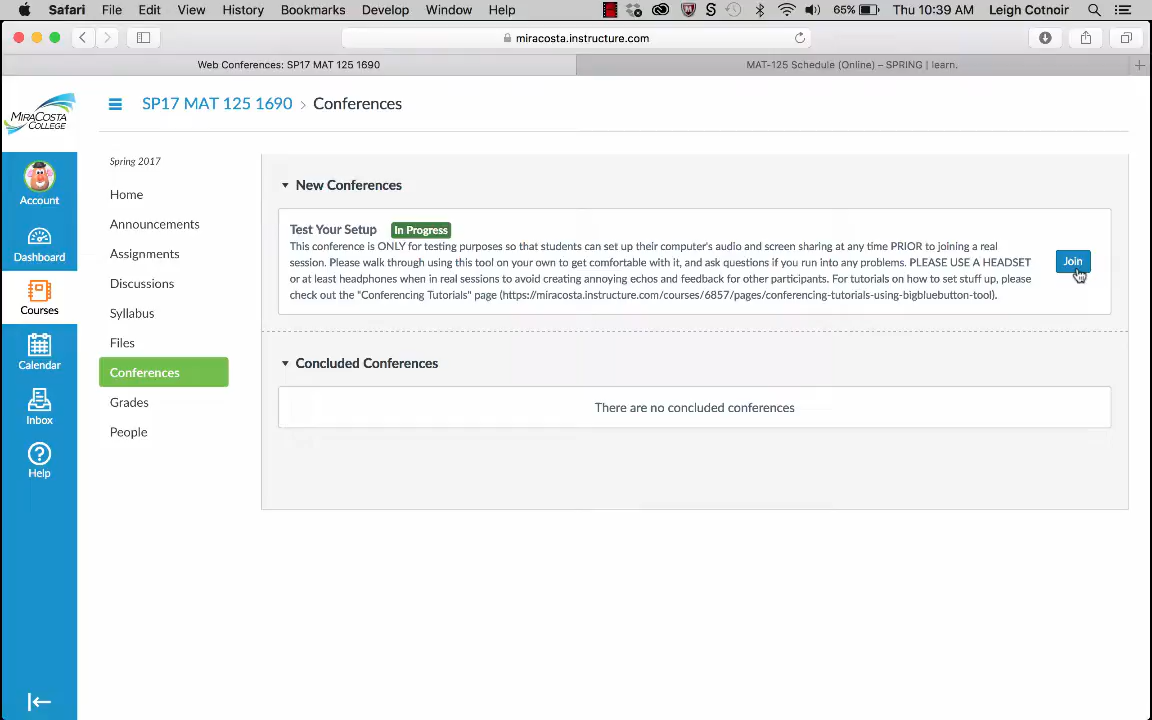 Safari File Edit View History Bookmarks Develop Window Help 65% Thu 10:39 AM Leigh Cotnoir
miracosta.instructure.com
Web Conferences: SP17 MAT 125 1690
MAT-125 Schedule (Online) – SPRING | learn.
MIRACOSTA
COLLEGE
SP17 MAT 125 1690 › Conferences
Account
Dashboard
Courses
Calendar
Inbox
Help
Spring 2017
Home
Announcements
Assignments
Discussions
Syllabus
Files
Conferences
Grades
People
New Conferences
Test Your Setup In Progress
This conference is ONLY for testing purposes so that students can set up their computer's audio and screen sharing at any time PRIOR to joining a real
session. Please walk through using this tool on your own to get comfortable with it, and ask questions if you run into any problems. PLEASE USE A HEADSET
or at least headphones when in real sessions to avoid creating annoying echos and feedback for other participants. For tutorials on how to set stuff up, please
check out the "Conferencing Tutorials" page (https://miracosta.instructure.com/courses/6857/pages/conferencing-tutorials-using-bigbluebutton-tool).
Join
Concluded Conferences
There are no concluded conferences